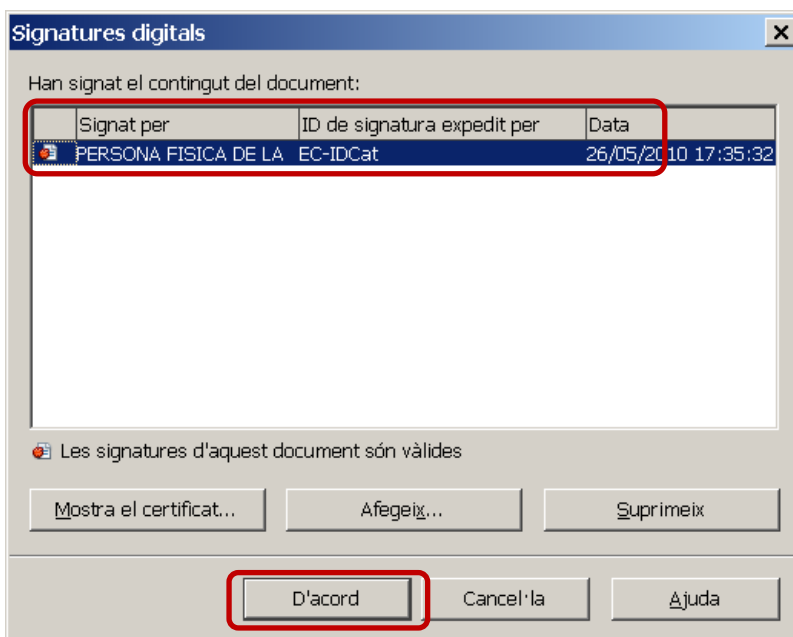 Signatures digitals
Han signat el contingut del document:
Signat per ID de signatura expedit per Data
PERSONA FISICA DE LA EC-IDCat 26/05/2010 17:35:32
Les signatures d'aquest document són vàlides
Mostra el certificat... Afegeix... Suprimeix
D'acord Cancel·la Ajuda